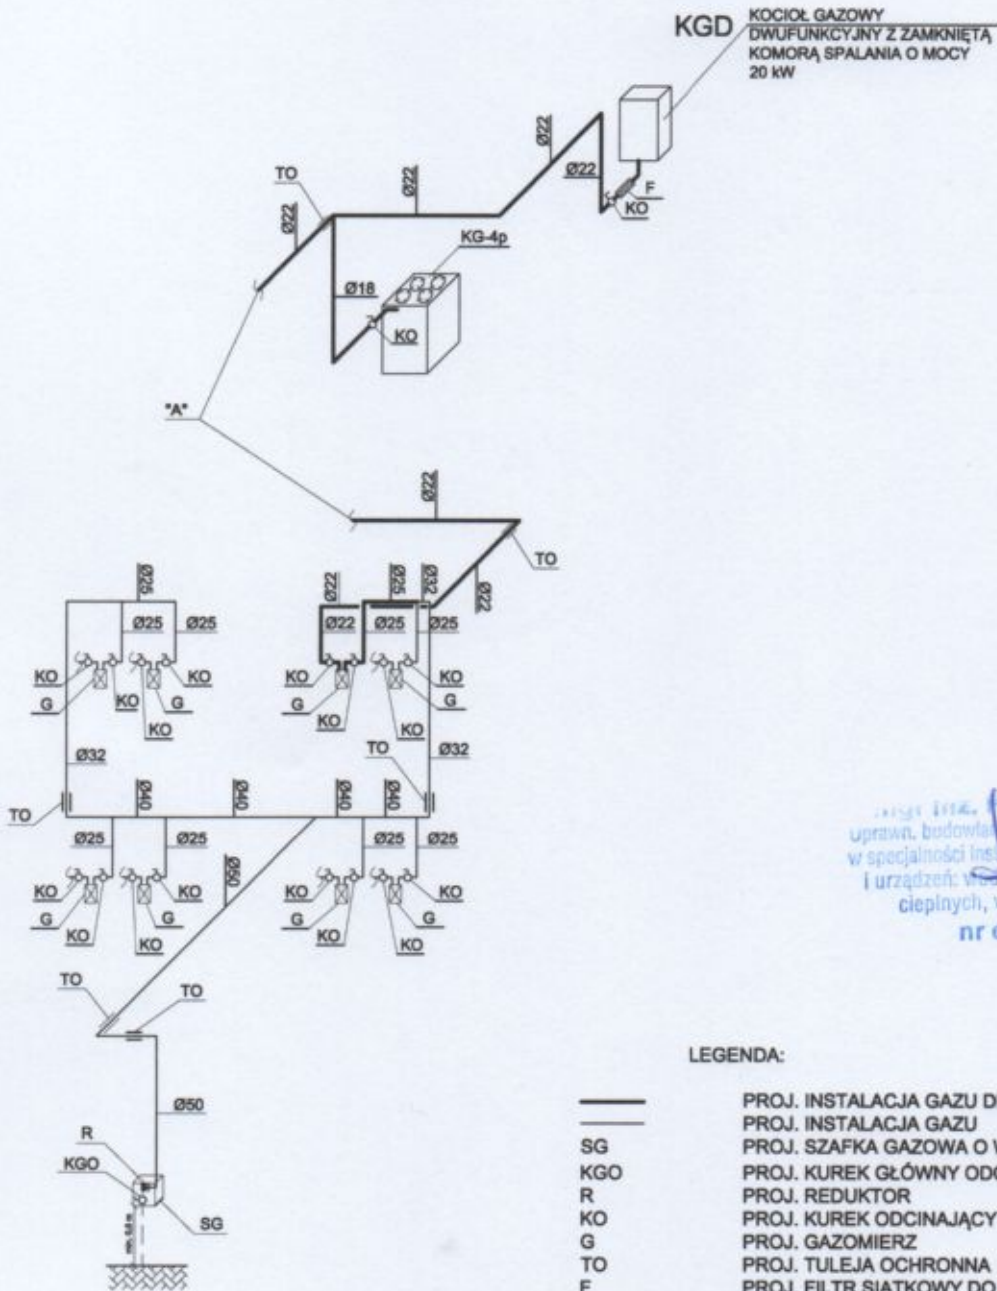 KGD
KOCIOŁ GAZOWY
DWUFUNKCYJNY Z ZAMKNIĘTĄ
KOMORĄ SPALANIA O MOCY
20 kW
Ø22
Ø22
F
KO
TO
Ø22
Ø22
KG-4p
Ø18
KO
"A"
Ø22
TO
Ø22
Ø25
Ø25
Ø25
KO
KO
G
KO
G
KO
Ø22
Ø25
Ø32
Ø22
Ø25
Ø25
KO
KO
G
G
KO
KO
Ø32
TO
Ø32
TO
Ø40
Ø40
Ø40
Ø40
Ø25
Ø25
Ø25
Ø25
KO
KO
G
G
KO
KO
KO
KO
G
G
KO
KO
Ø50
TO
TO
Ø50
R
KGO
SG
uprawn.
w specjalności
i urządzeń:
cieplnych,
nr
LEGENDA:
PROJ. INSTALACJA GAZU
PROJ. INSTALACJA GAZU
SG PROJ. SZAFKA GAZOWA O
KGO PROJ. KUREK GŁÓWNY
R PROJ. REDUKTOR
KO PROJ. KUREK ODCINAJĄCY
G PROJ. GAZOMIERZ
TO PROJ. TULEJA OCHRONNA
F PROJ. FILTR SIATKOWY DO